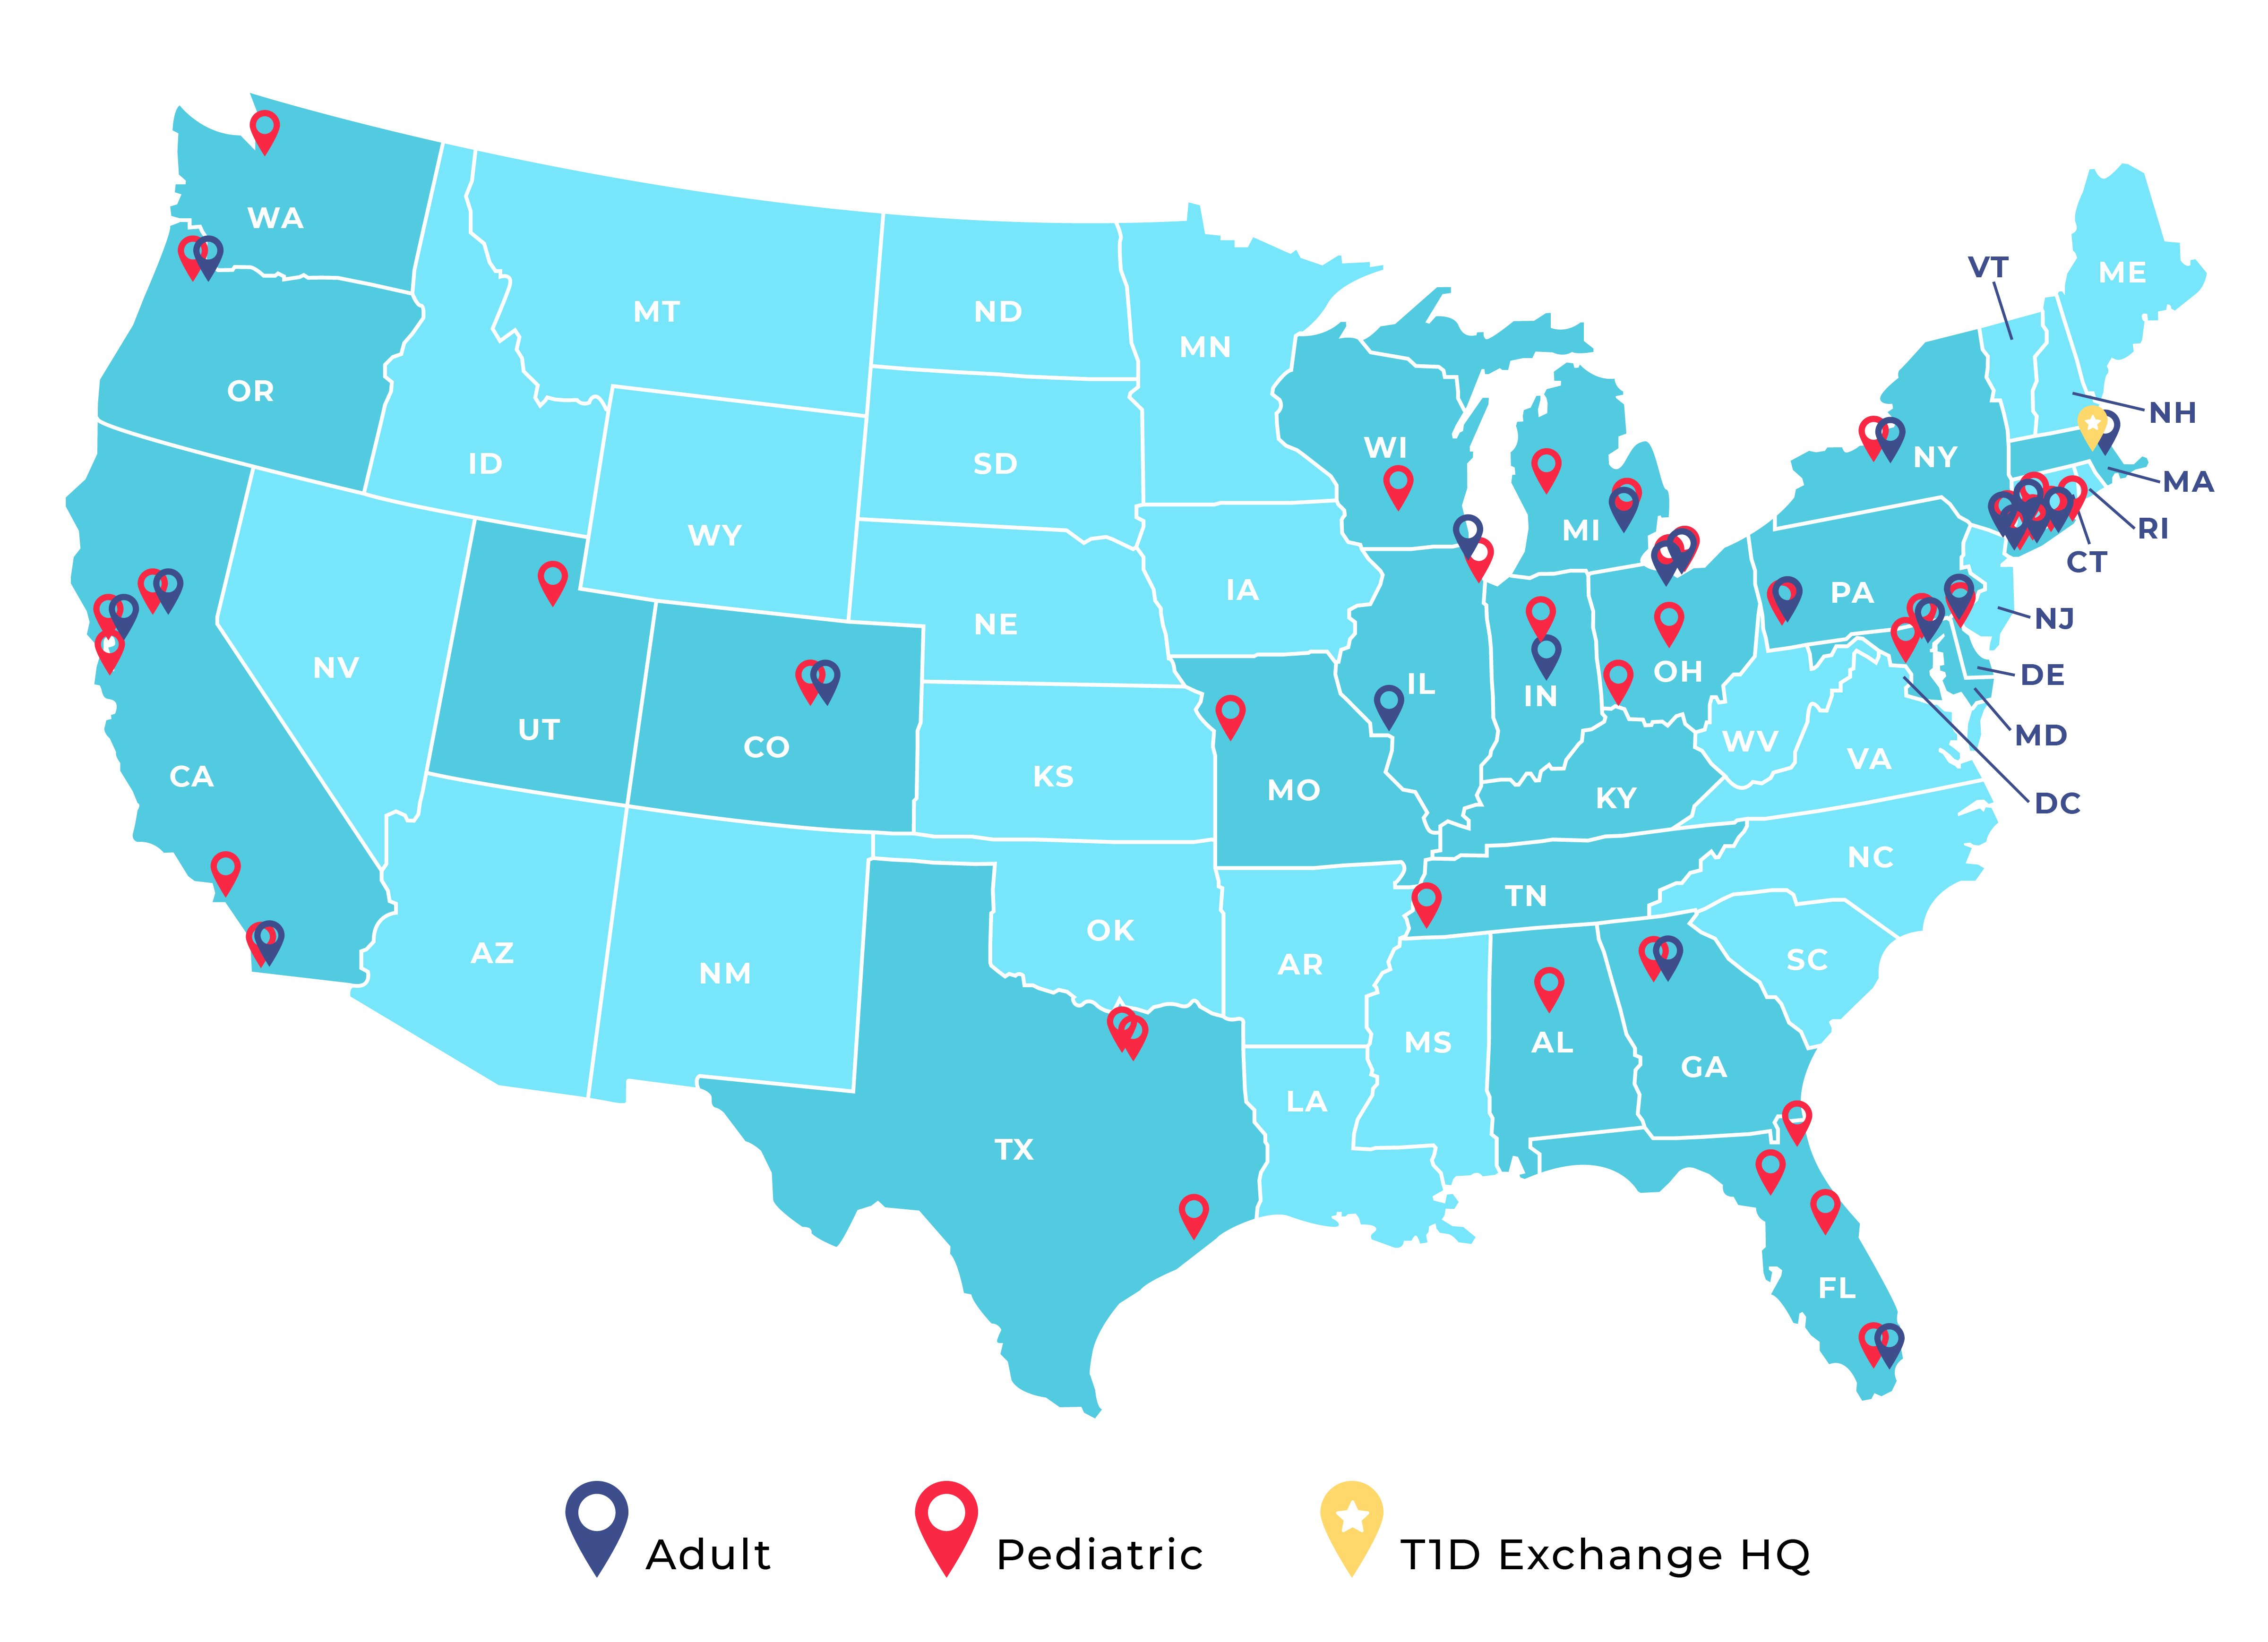 WA
VT
ME
MT
ND
MN
OR
NH
WI
NY
ID
SD
MA
RI
MI
WY
CT
IA
PA
NE
NJ
NV
OH
DE
IL
IN
UT
MD
CO
WV
VA
CA
KS
MO
KY
DC
NC
TN
OK
AZ
SC
AR
NM
MS
AL
GA
LA
TX
FL
Adult
Pediatric
T1D Exchange HQ